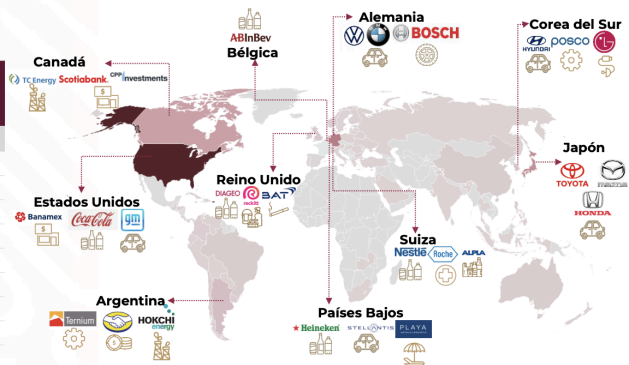 ABInBev
Bélgica
Alemania
BMW
BOSCH
Corea del Sur
HYUNDAI
posco
LG
Canadá
TC Energy
Scotiabank
CPP investments
Japón
TOYOTA
mazda
HONDA
Estados Unidos
Banamex
Coca-Cola
gm
Reino Unido
DIAGEO
reckitt
BAT
Suiza
Nestlé
Roche
ALPLA
Argentina
Ternium
HOKCHI
energy
Países Bajos
Heineken
STELLANTIS
PLAYA